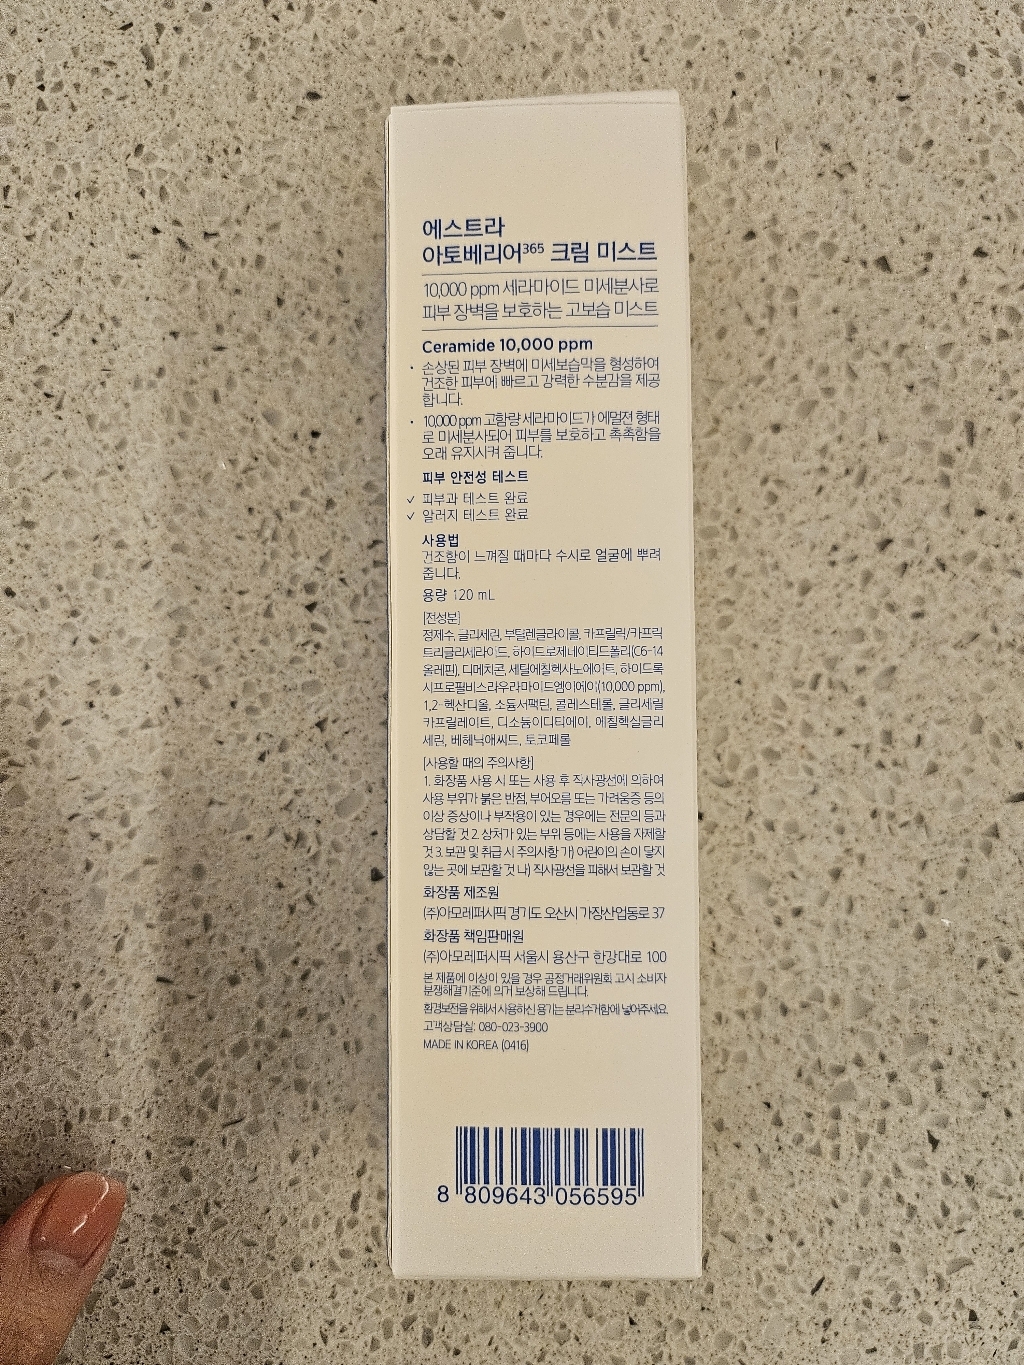 에스트라
아토베리어³⁶⁵ 크림 미스트
10,000 ppm 세라마이드 미세분사로
피부 장벽을 보호하는 고보습 미스트
Ceramide 10,000 ppm
• 손상된 피부 장벽에 미세보습막을 형성하여
건조한 피부에 빠르고 강력한 수분감을 제공
합니다.
• 10,000 ppm 고함량 세라마이드가 에멀젼 형태
로 미세분사되어 피부를 보호하고 촉촉함을
오래 유지시켜 줍니다.
피부 안전성 테스트
✓ 피부과 테스트 완료
✓ 알러지 테스트 완료
사용법
건조함이 느껴질 때마다 수시로 얼굴에 뿌려
줍니다.
용량 120 mL
[전성분]
정제수, 글리세린, 부틸렌글라이콜, 카프릴릭/카프릭
트리글리세라이드, 하이드로제네이티드폴리(C6-14
올레핀), 디메치콘, 세틸에칠헥사노에이트, 하이드록
시프로필비스라우라마이드엠이에이(10,000 ppm),
1,2-헥산디올, 소듐서팩틴, 콜레스테롤, 글리세릴
카프릴레이트, 디소듐이디티에이, 에칠헥실글리
세린, 베헤닉애씨드, 토코페롤
[사용할 때의 주의사항]
1. 화장품 사용 시 또는 사용 후 직사광선에 의하여
사용 부위가 붉은 반점, 부어오름 또는 가려움증 등의
이상 증상이나 부작용이 있는 경우에는 전문의 등과
상담할 것 2. 상처가 있는 부위 등에는 사용을 자제할
것 3. 보관 및 취급 시 주의사항 가) 어린이의 손이 닿지
않는 곳에 보관할 것 나) 직사광선을 피해서 보관할 것
화장품 제조원
(주)아모레퍼시픽 경기도 오산시 가장산업동로 37
화장품 책임판매원
(주)아모레퍼시픽 서울시 용산구 한강대로 100
본 제품에 이상이 있을 경우 공정거래위원회 고시 소비자
분쟁해결기준에 의거 보상해 드립니다.
환경보전을 위해서 사용하신 용기는 분리수거함에 넣어주세요.
고객상담실: 080-023-3900
MADE IN KOREA (0416)
8 809643 056595